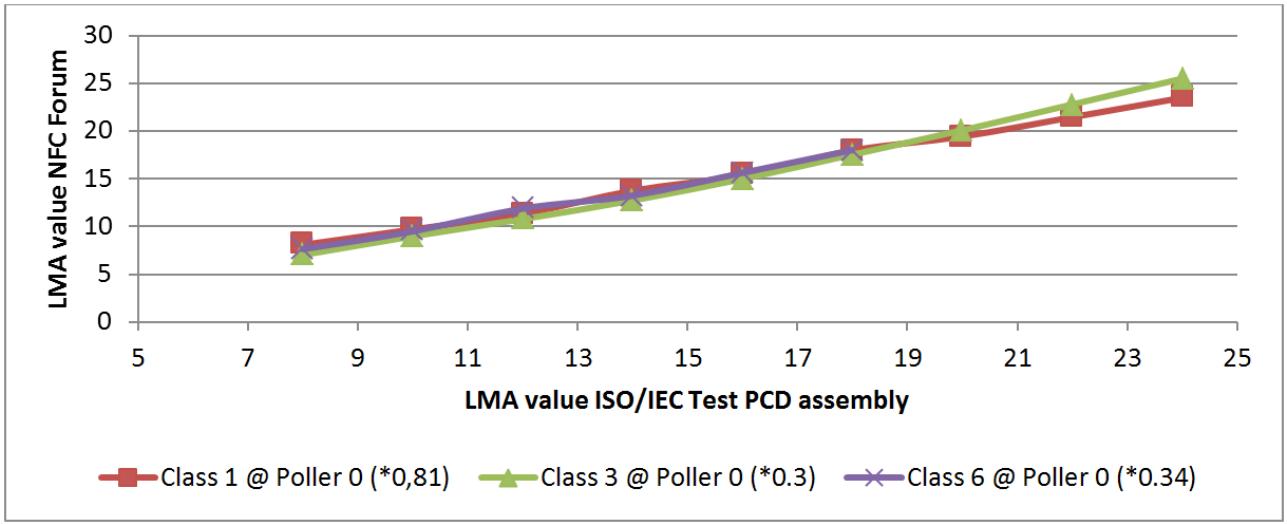 LMA value NFC Forum
30
25
20
15
10
5
0
5 7 9 11 13 15 17 19 21 23 25
LMA value ISO/IEC Test PCD assembly
Class 1 @ Poller 0 (*0,81) Class 3 @ Poller 0 (*0.3) Class 6 @ Poller 0 (*0.34)